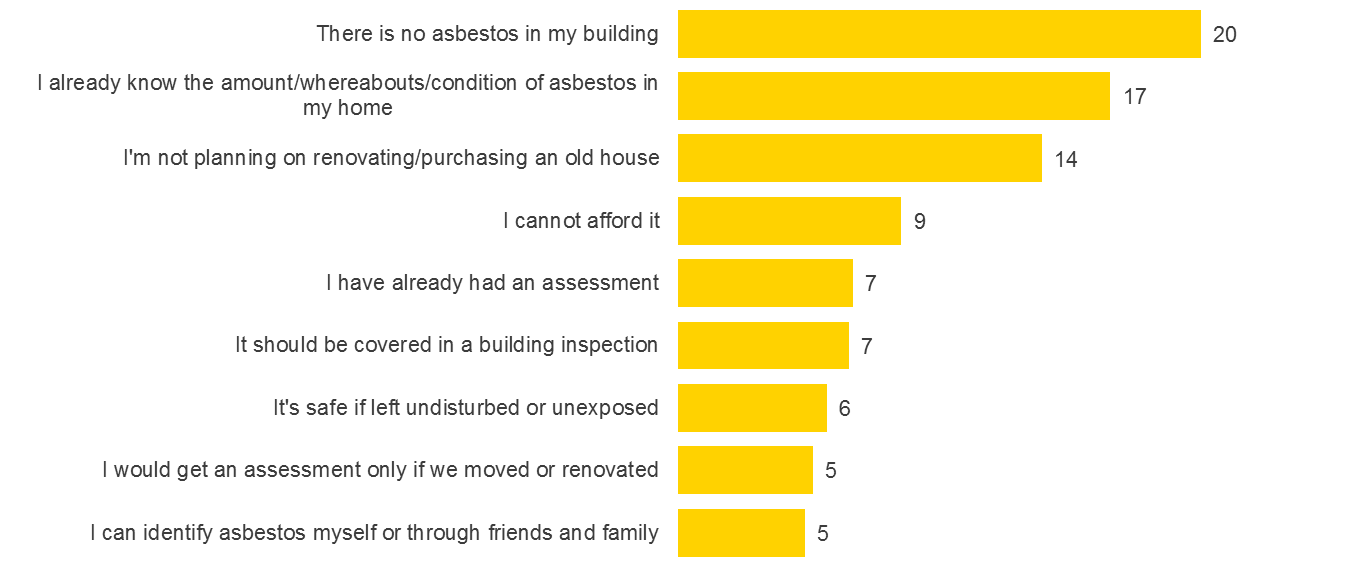 There is no asbestos in my building 20
I already know the amount/whereabouts/condition of asbestos in
my home 17
I'm not planning on renovating/purchasing an old house 14
I cannot afford it 9
I have already had an assessment 7
It should be covered in a building inspection 7
It's safe if left undisturbed or unexposed 6
I would get an assessment only if we moved or renovated 5
I can identify asbestos myself or through friends and family 5